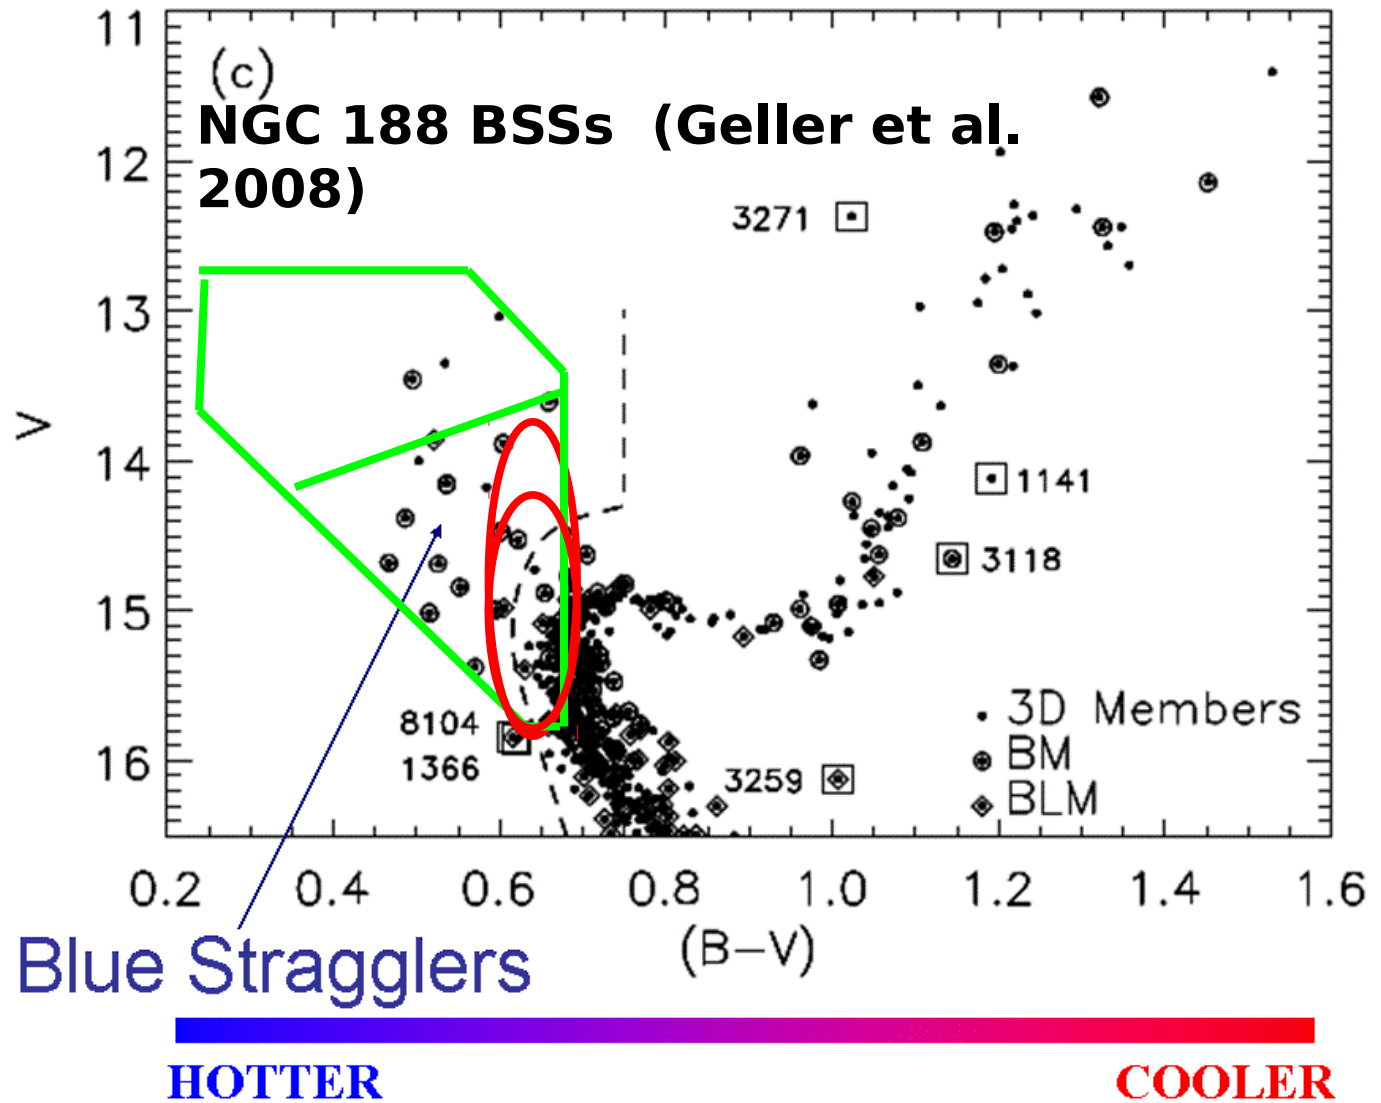 11
(c)
NGC 188 BSSs (Geller et al.
2008)
12
3271
13
V
14
1141
3118
15
8104
1366
3259
3D Members
BM
BLM
16
0.2 0.4 0.6 0.8 1.0 1.2 1.4 1.6
(B−V)
Blue Stragglers
HOTTER
COOLER